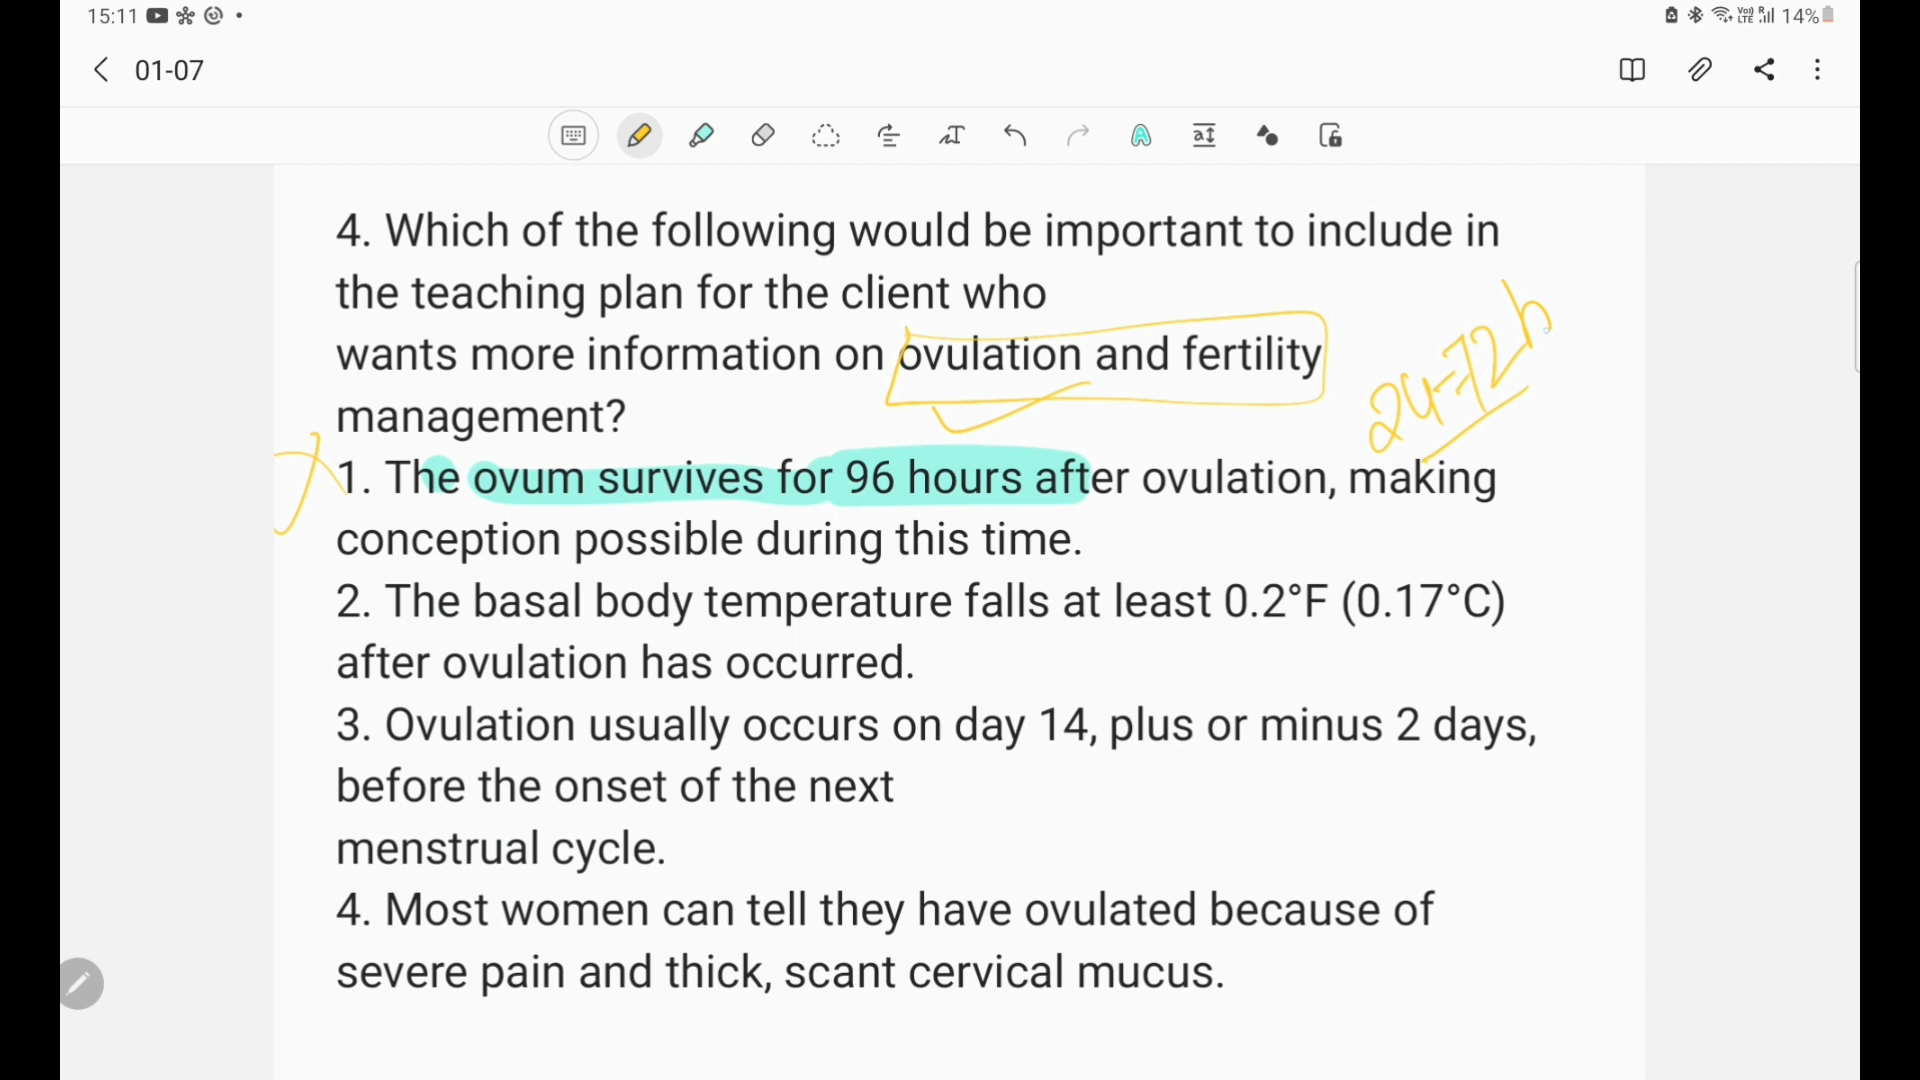 15:11
14%
01-07
4. Which of the following would be important to include in
the teaching plan for the client who
wants more information on ovulation and fertility
management?
24-72h
1. The ovum survives for 96 hours after ovulation, making
conception possible during this time.
2. The basal body temperature falls at least 0.2°F (0.17°C)
after ovulation has occurred.
3. Ovulation usually occurs on day 14, plus or minus 2 days,
before the onset of the next
menstrual cycle.
4. Most women can tell they have ovulated because of
severe pain and thick, scant cervical mucus.